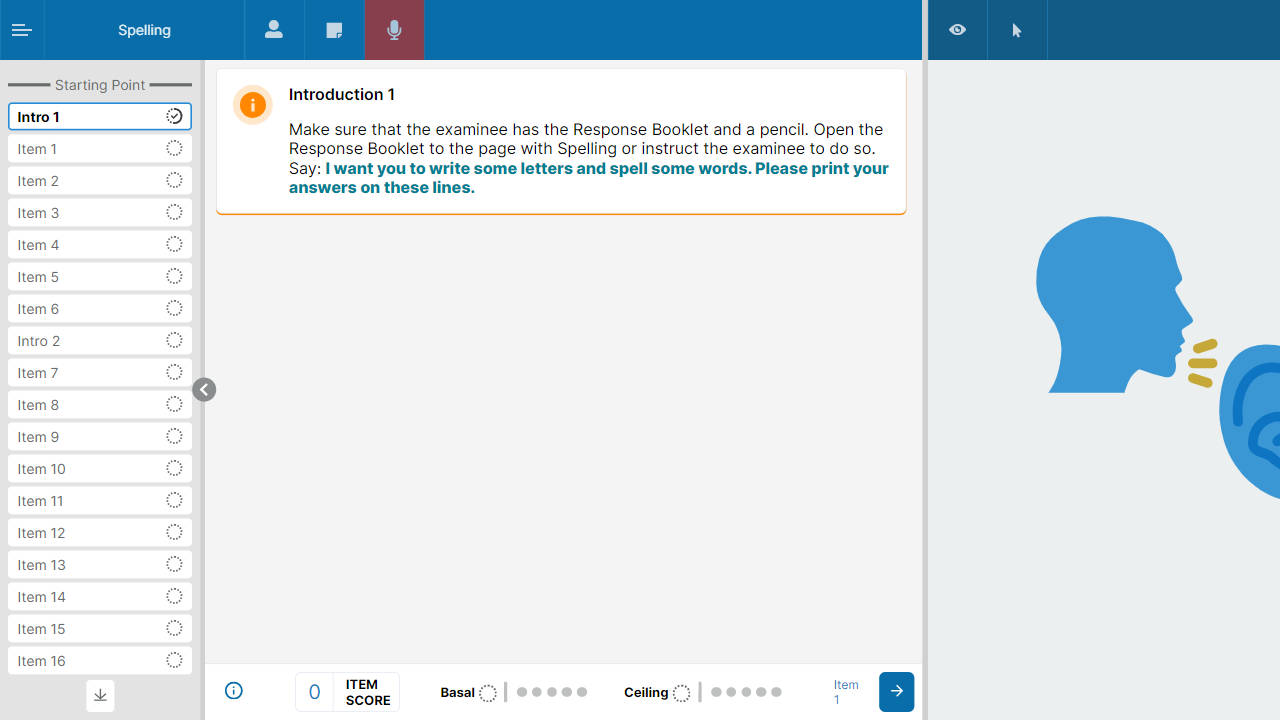 Spelling
Starting Point
Intro 1
Item 1
Item 2
Item 3
Item 4
Item 5
Item 6
Intro 2
Item 7
Item 8
Item 9
Item 10
Item 11
Item 12
Item 13
Item 14
Item 15
Item 16
Introduction 1
Make sure that the examinee has the Response Booklet and a pencil. Open the
Response Booklet to the page with Spelling or instruct the examinee to do so.
Say: I want you to write some letters and spell some words. Please print your
answers on these lines.
0
ITEM
SCORE
Basal
Ceiling
Item
1